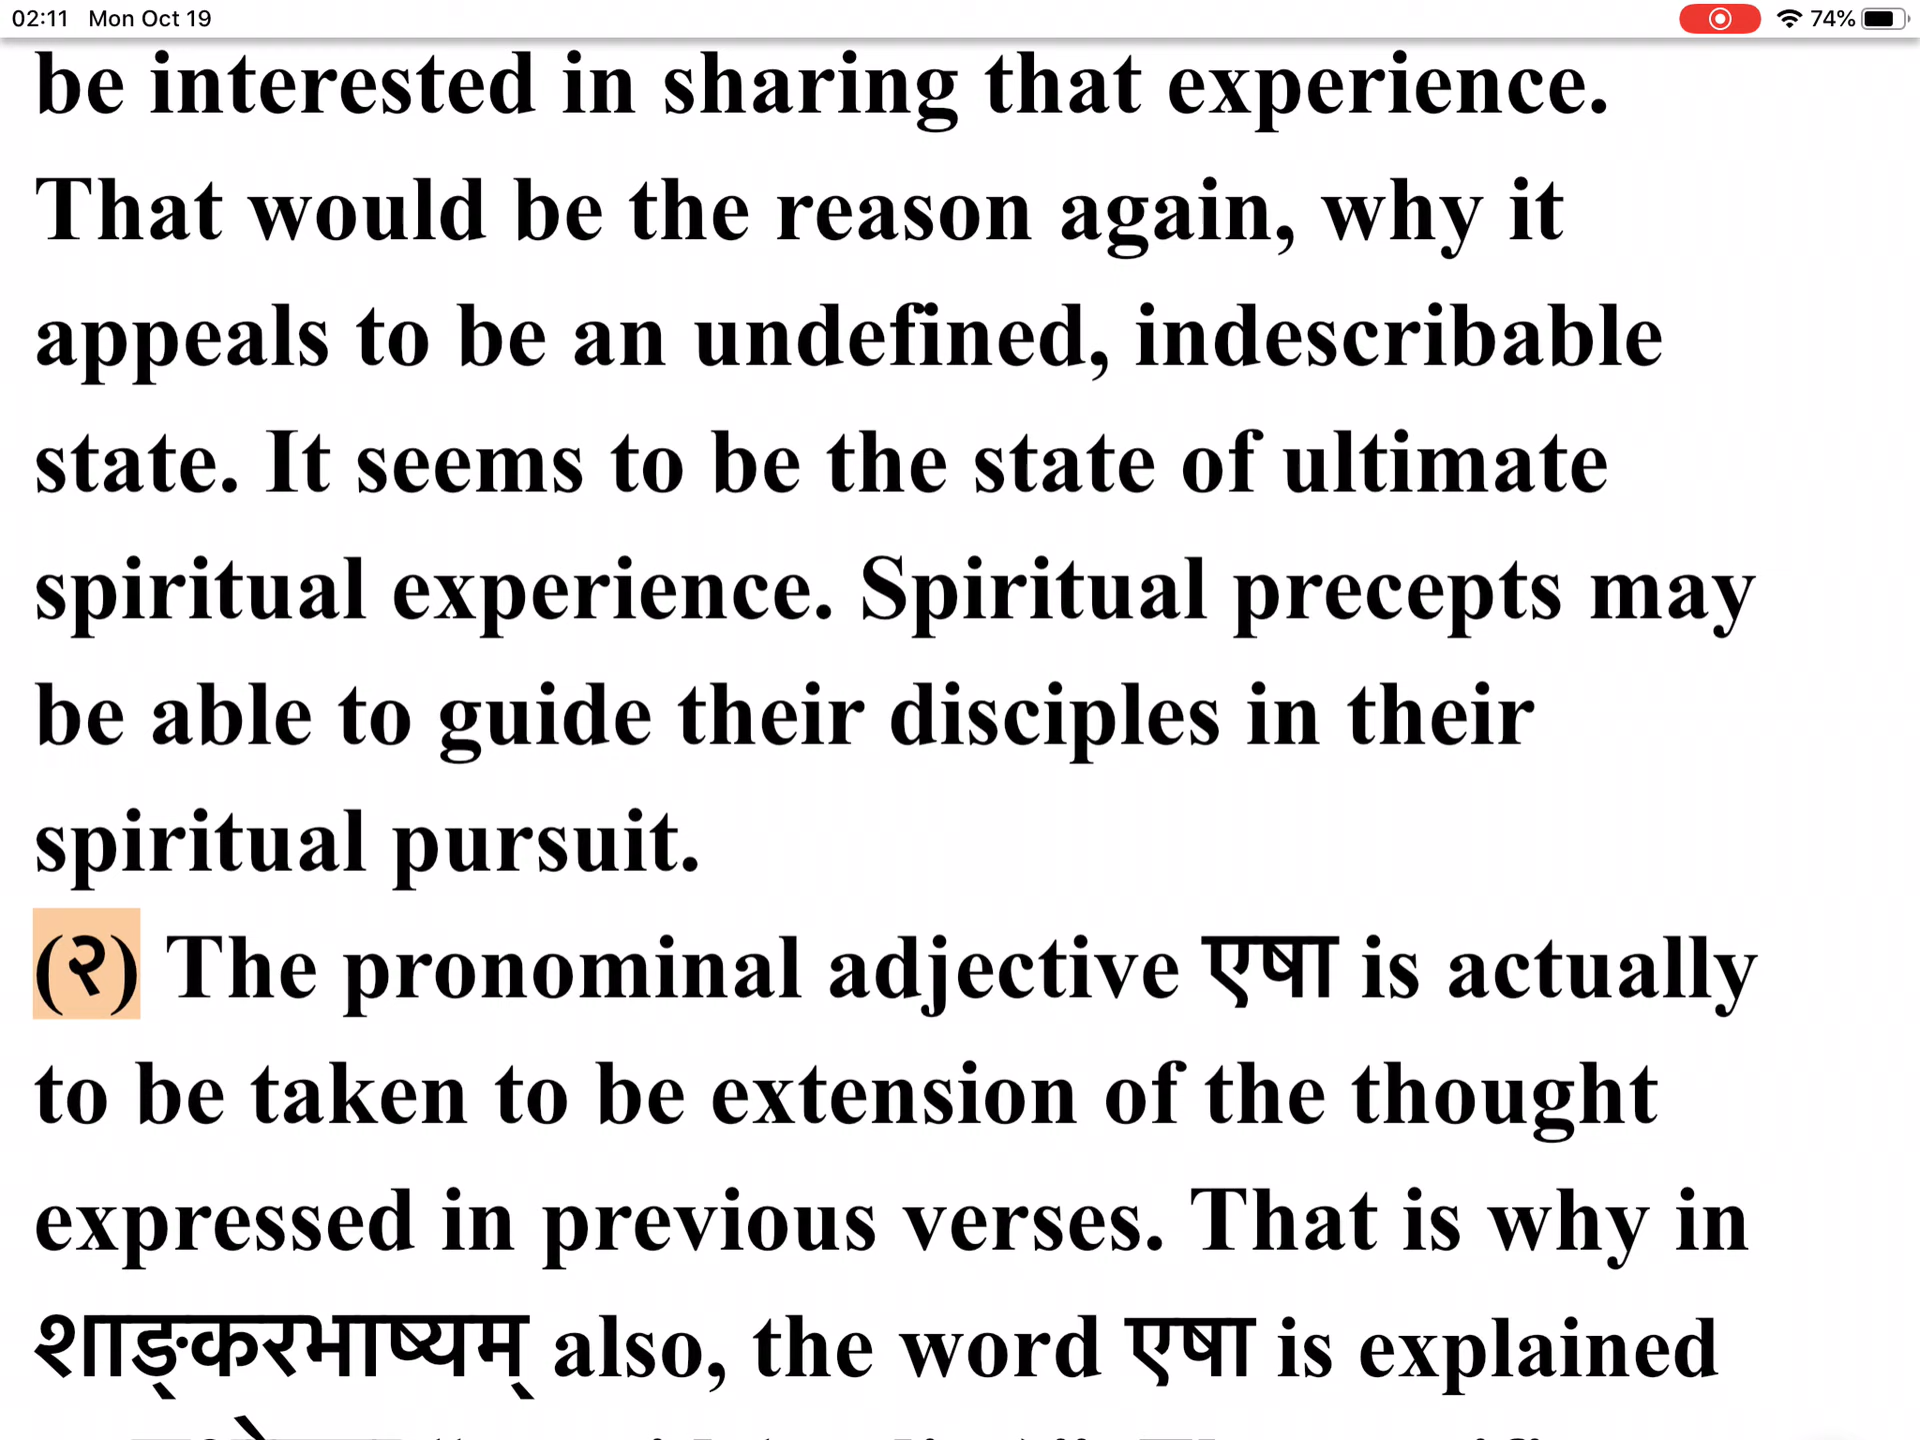 02:11 Mon Oct 19 74%
be interested in sharing that experience.
That would be the reason again, why it
appeals to be an undefined, indescribable
state. It seems to be the state of ultimate
spiritual experience. Spiritual precepts may
be able to guide their disciples in their
spiritual pursuit.
(२) The pronominal adjective एषा is actually
to be taken to be extension of the thought
expressed in previous verses. That is why in
शाङ्करभाष्यम् also, the word एषा is explained